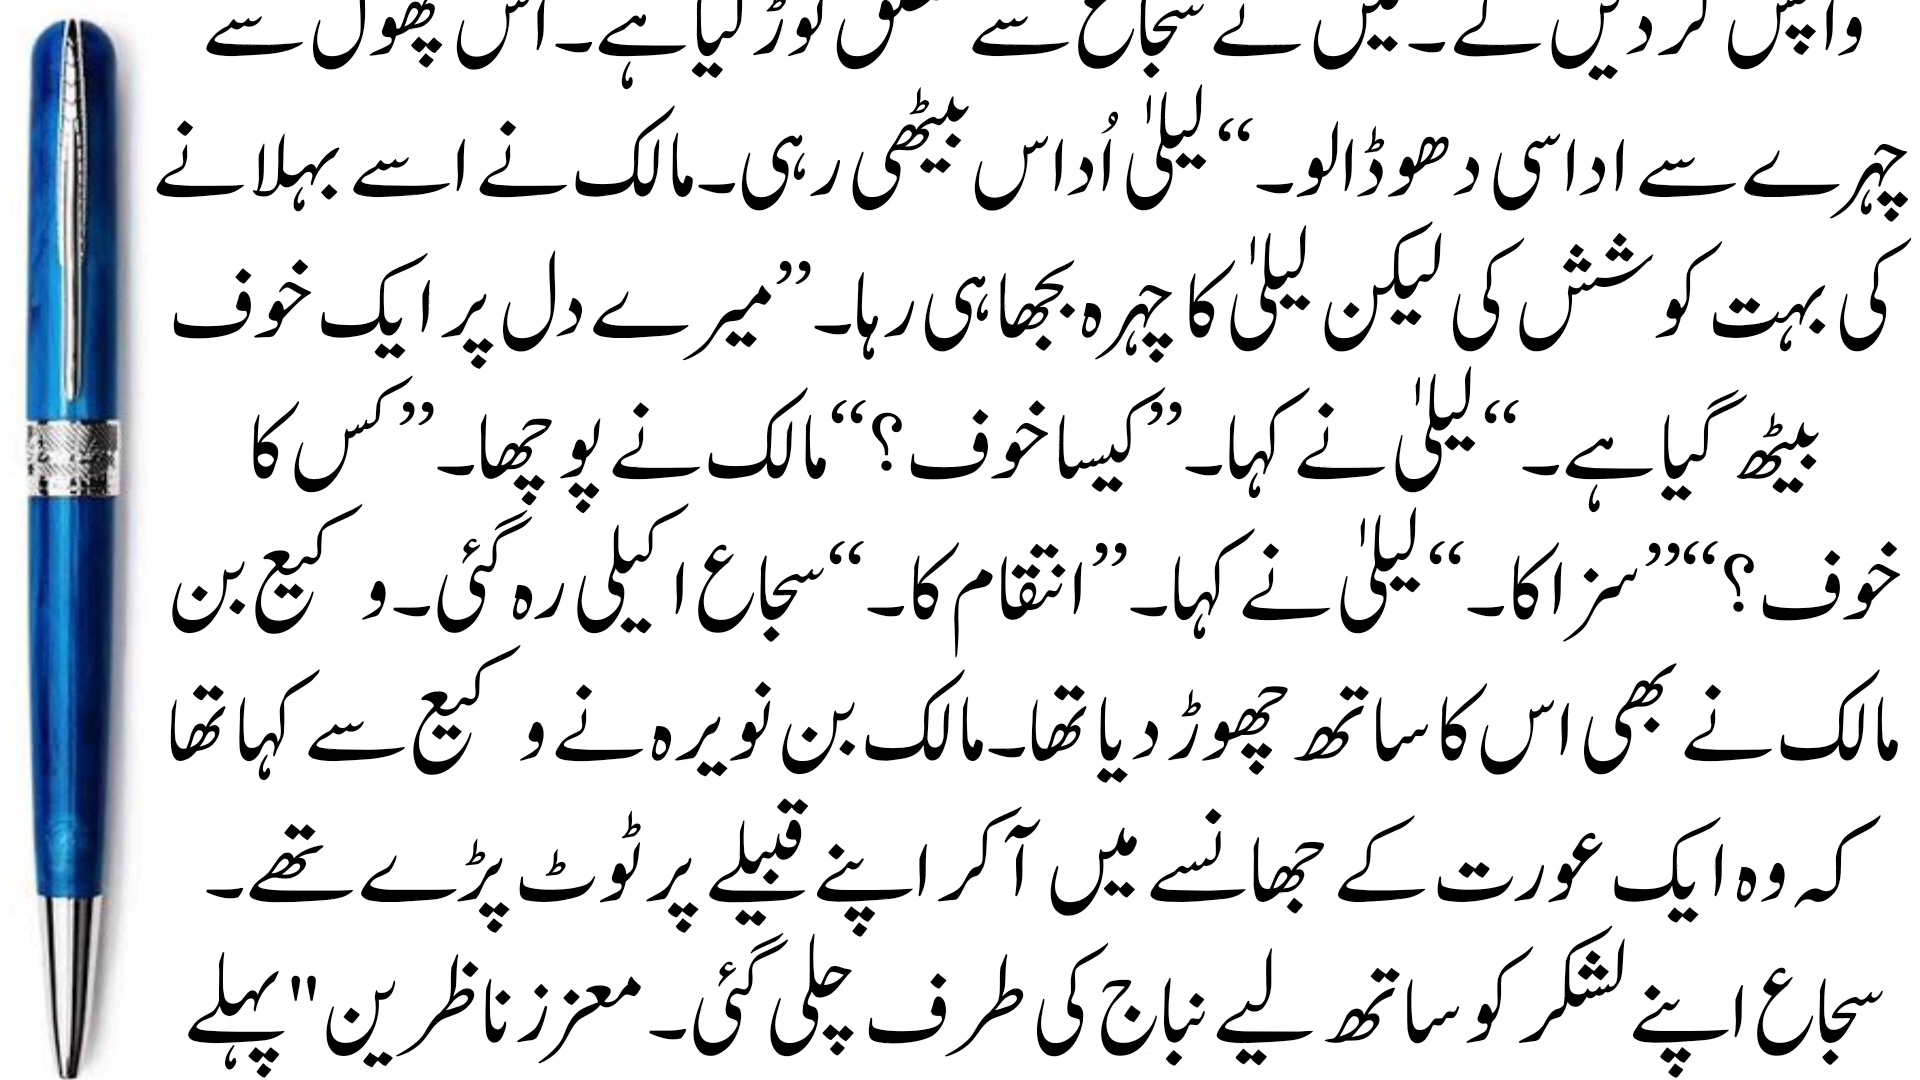 واپس کر دیں گے۔ میں نے سجاع سے تعلق توڑ لیا ہے۔ اس پھول سے
چہرے سے اداسی دھو ڈالو۔“ لیلیٰ اُداس بیٹھی رہی۔ مالک نے اسے بہلانے
کی بہت کوشش کی لیکن لیلیٰ کا چہرہ بجھا ہی رہا۔ ”میرے دل پر ایک خوف
بیٹھ گیا ہے۔“ لیلیٰ نے کہا۔ ”کیسا خوف؟“ مالک نے پوچھا۔ ”کس کا
خوف؟“ ”سزا کا۔“ لیلیٰ نے کہا۔ ”انتقام کا۔“ سجاع اکیلی رہ گئی۔ وکیع بن
مالک نے بھی اس کا ساتھ چھوڑ دیا تھا۔ مالک بن نویرہ نے وکیع سے کہا تھا
کہ وہ ایک عورت کے جھانسے میں آ کر اپنے قبیلے پر ٹوٹ پڑے تھے۔
سجاع اپنے لشکر کو ساتھ لیے نباج کی طرف چلی گئی۔ معزز ناظرین "پہلے